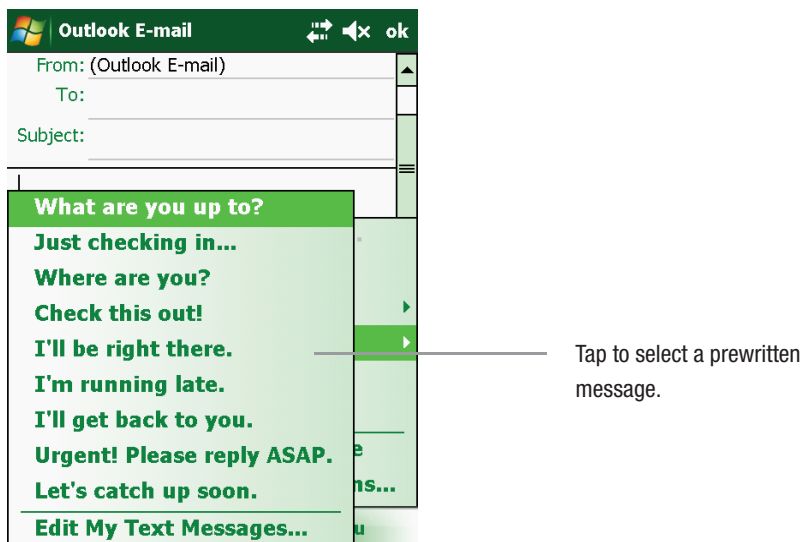 Outlook E-mail
ok
From: (Outlook E-mail)
To:
Subject:
What are you up to?
Just checking in...
Where are you?
Check this out!
I'll be right there.
Tap to select a prewritten
message.
I'm running late.
I'll get back to you.
Urgent! Please reply ASAP.
Let's catch up soon.
Edit My Text Messages...